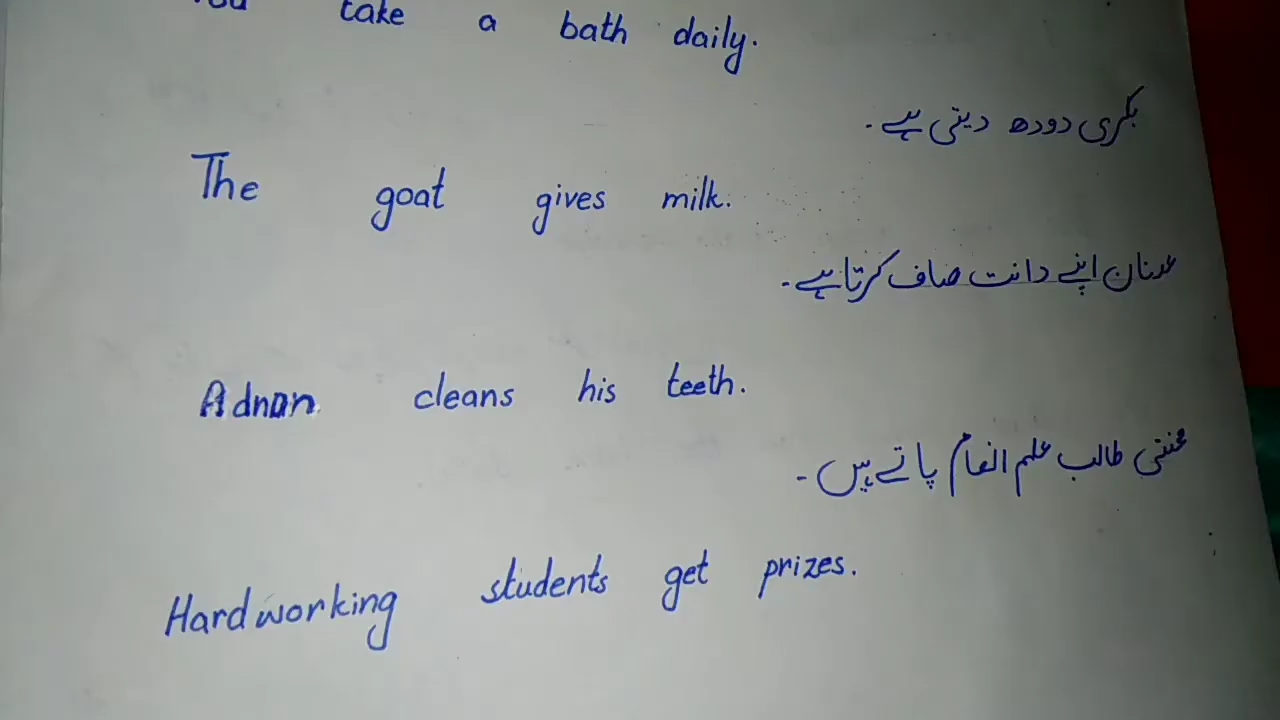 You take a bath daily.
بکری دودھ دیتی ہے۔
The goat gives milk.
عدنان اپنے دانت صاف کرتا ہے۔
Adnan cleans his teeth.
محنتی طالب علم انعام پاتے ہیں۔
Hardworking students get prizes.